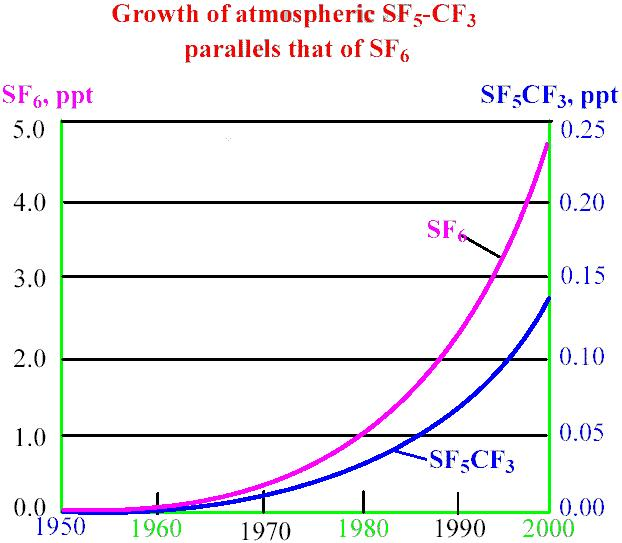 Growth of atmospheric SF₅-CF₃
parallels that of SF₆
SF₆, ppt
SF₅CF₃, ppt
5.0
0.25
4.0
0.20
SF₆
3.0
0.15
2.0
0.10
1.0
0.05
SF₅CF₃
0.0
0.00
1950 1960 1970 1980 1990 2000